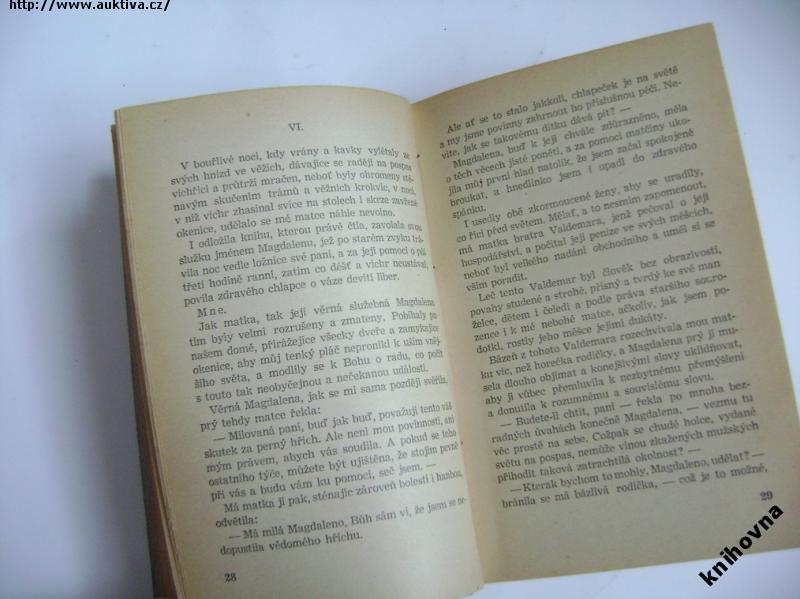 http://www.auktiva.cz/
VI.
V bouřlivé noci, kdy vrány a kavky vylétaly ze
svých hnízd ve věžích, dávajíce se raději na pospas
vichřici a průtrži mračen, neboť byly ohromeny sté-
navým skučením trámů a věžních krokvic, v noci,
v níž vichr zhasínal svíce na stolech i skrze zavřené
okenice, udělalo se mé matce náhle nevolno.
I odložila knihu, kterou právě četla, zavolala svou
služku jménem Magdalenu, jež po starém zvyku trá-
vila noc vedle ložnice své paní, a za její pomoci o půl
třetí hodině ranní, zatím co déšť a vichr neustával,
povila zdravého chlapce o váze devíti liber.
Mne.
Jak matka, tak její věrná služebná Magdalena,
tím byly velmi rozrušeny a zmateny. Pobíhaly po
našem domě, přirážejíce všecky dveře a zamykajíce
okenice, aby můj tenký pláč nepronikl k uším vněj-
šího světa, a modlily se k Bohu o radu, co počít
s touto tak neobyčejnou a nečekanou událostí.
Věrná Magdalena, jak se mi sama později svěřila,
prý tehdy matce řekla:
— Milovaná paní, buď jak buď, považuji tento váš
skutek za perný hřích. Ale není mou povinností, ani
mým právem, abych vás soudila. A pokud se toho
ostatního týče, můžete být ujištěna, že stojím pevně
při vás a budu vám ku pomoci, seč jsem. —
Má matka jí pak, sténajíc zároveň bolestí i hanbou,
odvětila:
— Má milá Magdaleno, Bůh sám ví, že jsem se ne-
dopustila vědomého hříchu.
28
Ale ať se to stalo jakkoli, chlapeček je na světě
a my jsme povinny zahrnout ho příslušnou péčí. Ne-
víte, jak se takovému dítku dává pít? —
Magdalena, buď k její chvále zdůrazněno, měla
o těch věcech jisté ponětí, a za pomoci matčiny uko-
jila můj první hlad natolik, že jsem začal spokojeně
broukat, a hnedlinko jsem i upadl do zdravého
spánku.
I usedly obě zkormoucené ženy, aby se uradily,
co říci před světem. Mělať, a to nesmím zapomenout,
má matka bratra Valdemara, jenž pečoval o její
hospodářství, a počítal její peníze ve svých měšcích,
neboť byl velkého nadání obchodního a uměl si se
vším poradit.
Leč tento Valdemar byl člověk bez obrazivosti,
povahy studené a strohé, přísný a tvrdý ke své man-
želce, dětem i čeledi a podle práva staršího souro-
zence i k mé nebohé matce, ačkoliv, jak jsem po-
dotkl, rostly jeho měšce jejími dukáty.
Bázeň z tohoto Valdemara rozechvívala mou mat-
ku víc, než horečka rodičky, a Magdalena prý ji mu-
sela dlouho objímat a konejšivými slovy uklidňovat,
aby ji vůbec přemluvila k nezbytnému přemýšlení
a donutila k rozumnému a souvislému slovu.
— Budete-li chtít, paní — řekla po mnoha bez-
radných úvahách konečně Magdalena, — vezmu tu
věc prostě na sebe. Cožpak se chudé holce, vydané
světu na pospas, nemůže vinou zkažených mužských
přihodit taková zatrachtilá okolnost? —
— Kterak bychom to mohly, Magdaleno, udělat? —
bránila se má bázlivá rodička, — což je to možné,
29
knihovna